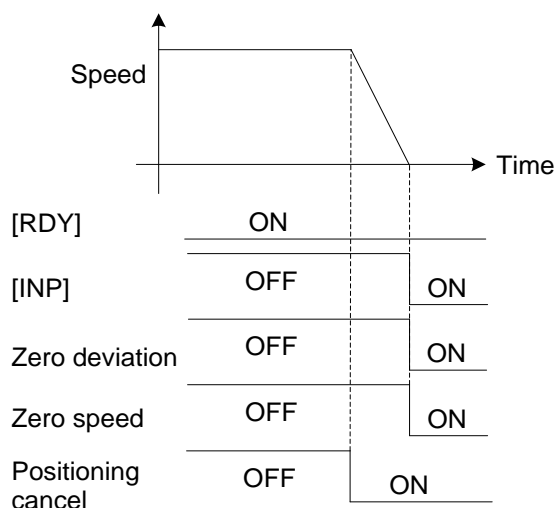 Speed
Time
[RDY] ON
[INP] OFF ON
Zero deviation OFF ON
Zero speed OFF ON
Positioning
cancel OFF ON